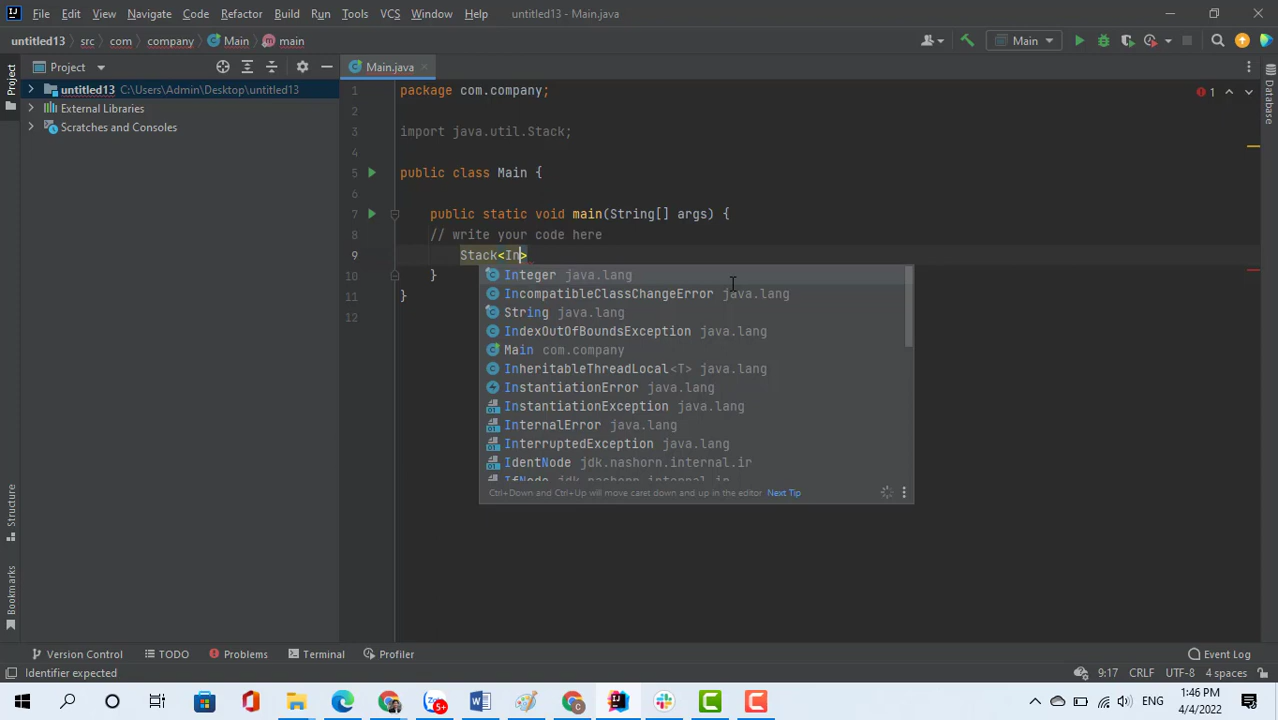 File Edit View Navigate Code Refactor Build Run Tools VCS Window Help untitled13 - Main.java
untitled13 src com company Main main Main
Project Main.java
untitled13 C:\Users\Admin\Desktop\untitled13
External Libraries
Scratches and Consoles
Project
Structure
Bookmarks
1 package com.company;
2
3 import java.util.Stack;
4
5 public class Main {
6
7 public static void main(String[] args) {
8 // write your code here
9 Stack<In>
10 }
11 }
12
1
Database
Integer java.lang
IncompatibleClassChangeError java.lang
String java.lang
IndexOutOfBoundsException java.lang
Main com.company
InheritableThreadLocal<T> java.lang
InstantiationError java.lang
InstantiationException java.lang
InternalError java.lang
InterruptedException java.lang
IdentNode jdk.nashorn.internal.ir
IfNode jdk.nashorn.internal.ir
Ctrl+Down and Ctrl+Up will move caret down and up in the editor Next Tip
Version Control TODO Problems Terminal Profiler Event Log
Identifier expected 9:17 CRLF UTF-8 4 spaces
5+ ENG 1:46 PM
4/4/2022